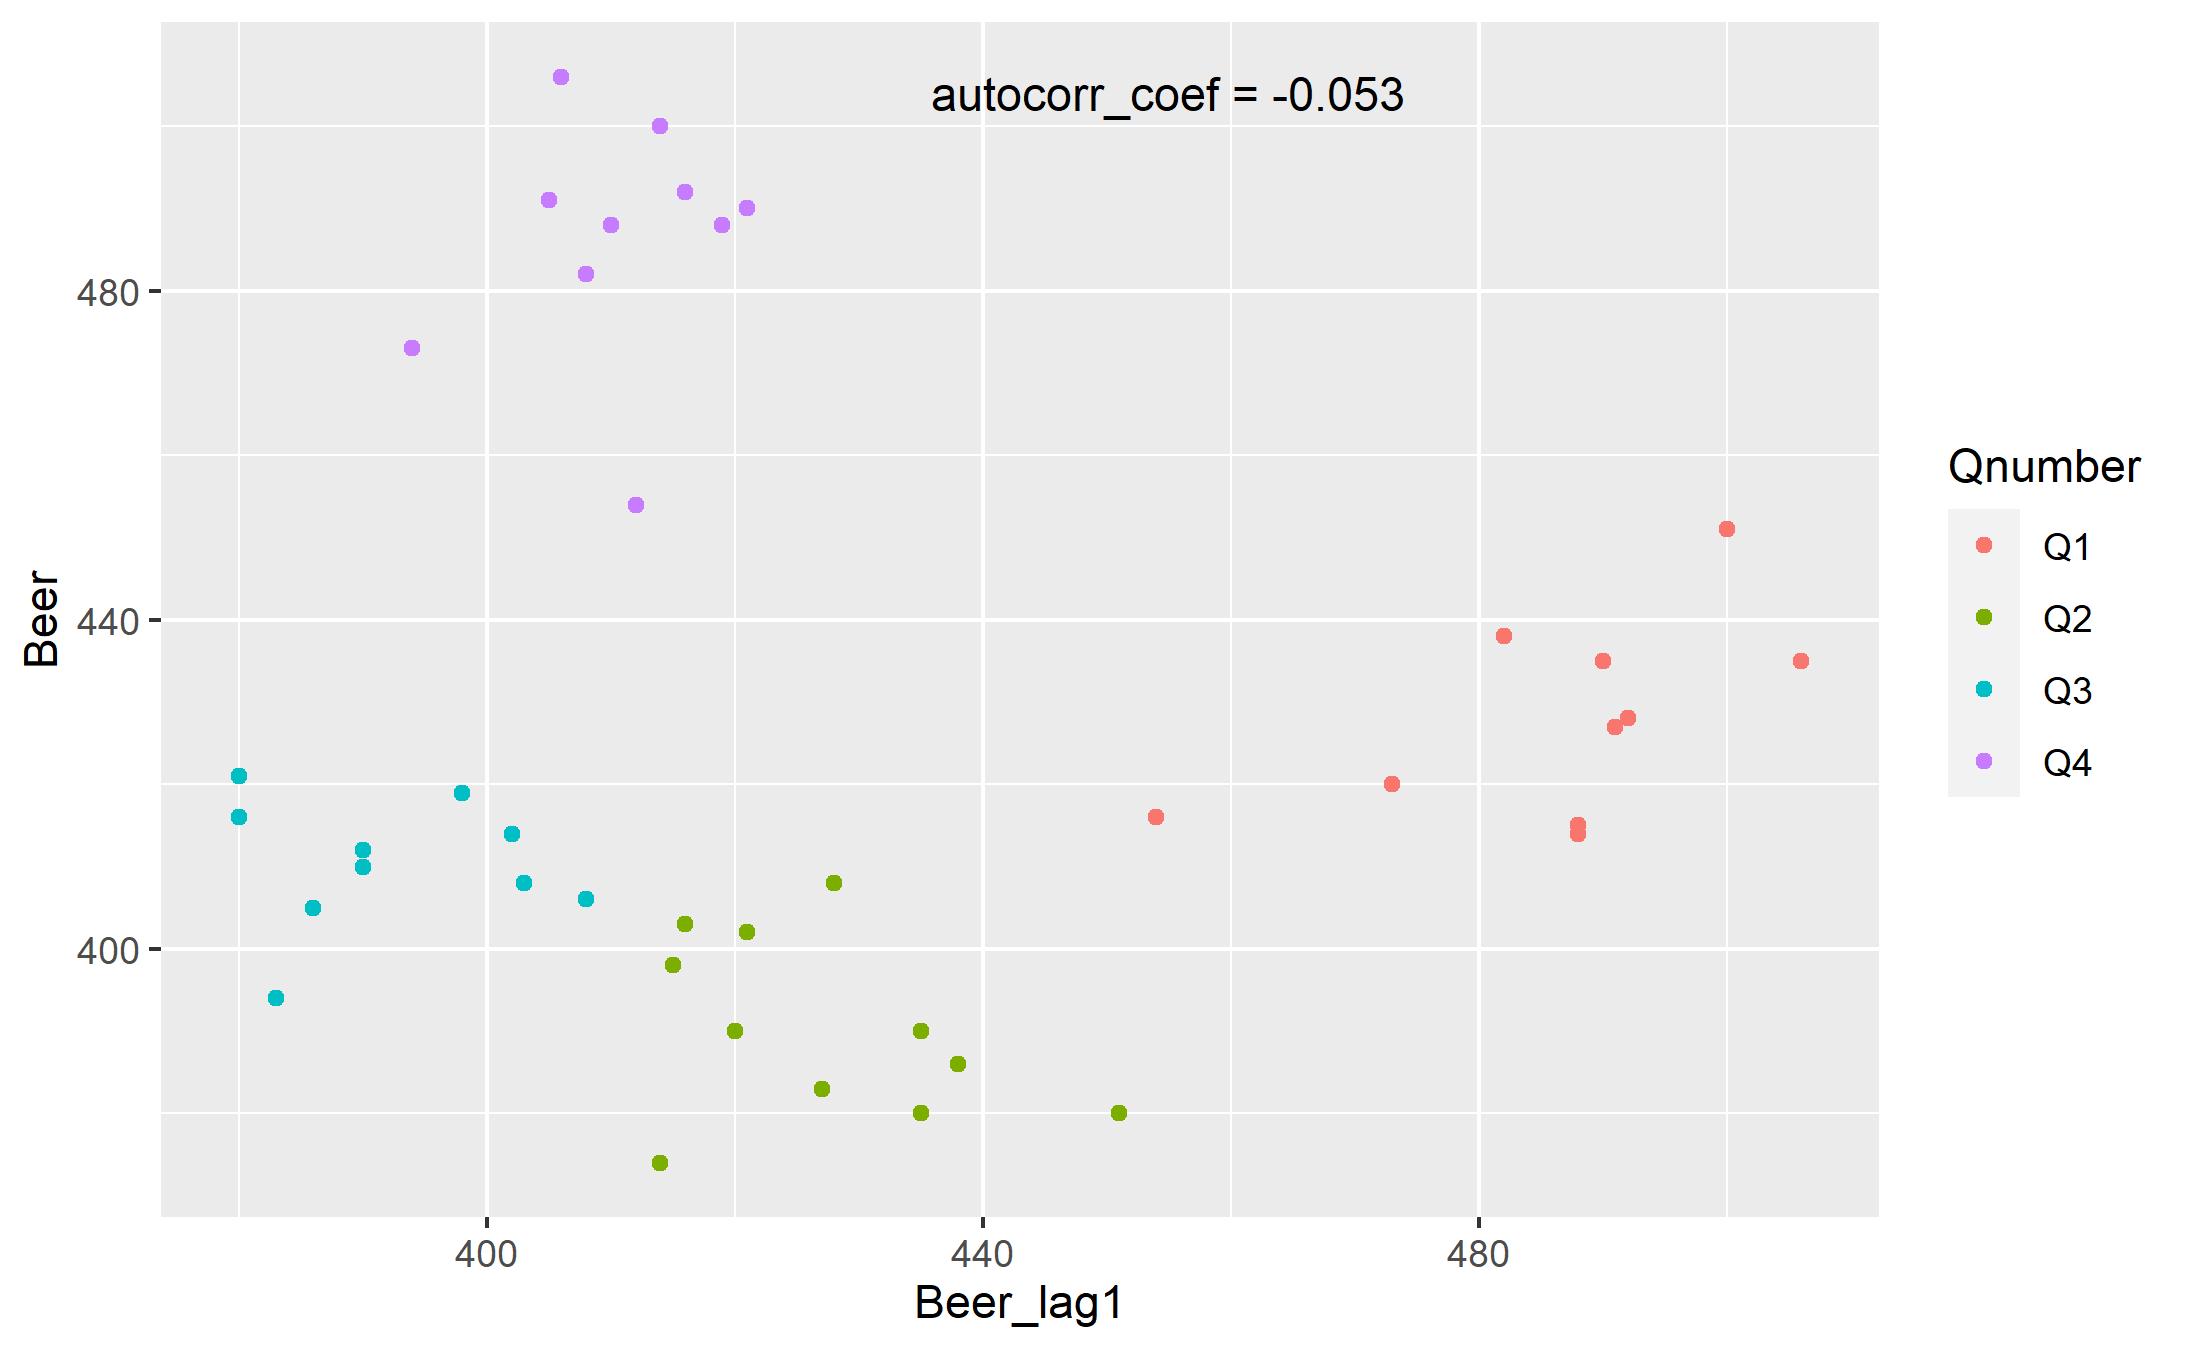 autocorr_coef = -0.053
480
440
400
Beer
400 440 480
Beer_lag1
Qnumber
Q1
Q2
Q3
Q4